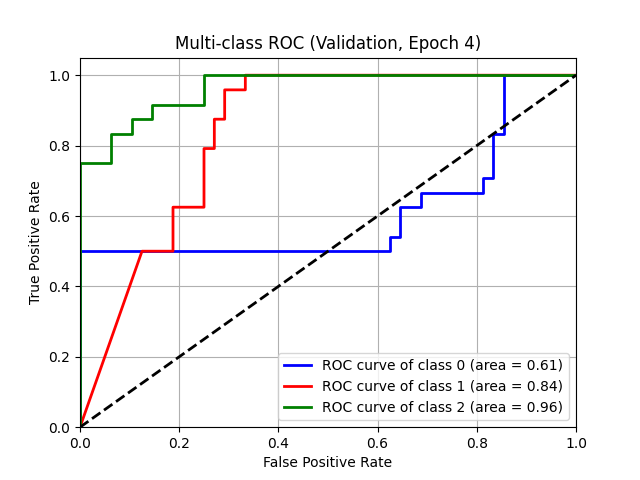 Multi-class ROC (Validation, Epoch 4)
True Positive Rate
1.0
0.8
0.6
0.4
0.2
0.0
0.0 0.2 0.4 0.6 0.8 1.0
False Positive Rate
ROC curve of class 0 (area = 0.61)
ROC curve of class 1 (area = 0.84)
ROC curve of class 2 (area = 0.96)